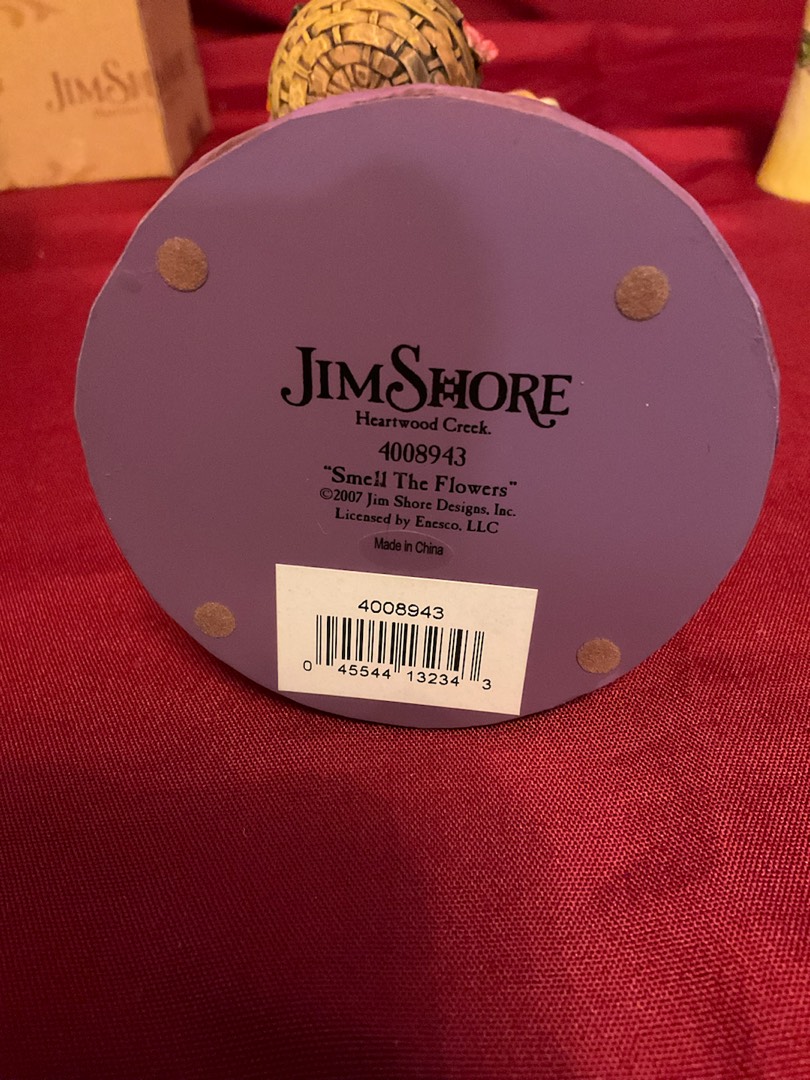 JIM SHORE
JIM SHORE
Heartwood Creek.
4008943
"Smell The Flowers"
©2007 Jim Shore Designs, Inc.
Licensed by Enesco, LLC
Made in China
4008943
0 45544 13234 3